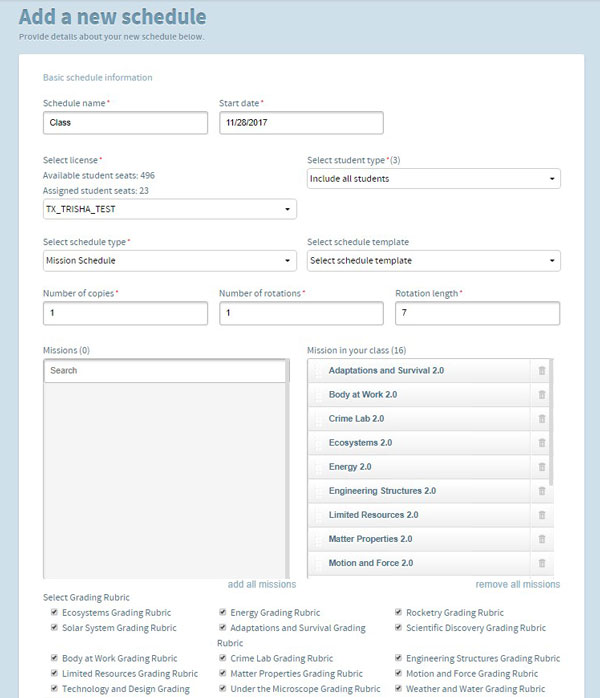 Add a new schedule
Provide details about your new schedule below.
Basic schedule information
Schedule name*
Start date*
Class
11/28/2017
Select license*
Available student seats: 496
Assigned student seats: 23
TX_TRISHA_TEST
Select student type*(3)
Include all students
Select schedule type*
Mission Schedule
Select schedule template
Select schedule template
Number of copies*
Number of rotations*
Rotation length*
1
1
7
Missions (0)
Search
add all missions
Mission in your class (16)
Adaptations and Survival 2.0
Body at Work 2.0
Crime Lab 2.0
Ecosystems 2.0
Energy 2.0
Engineering Structures 2.0
Limited Resources 2.0
Matter Properties 2.0
Motion and Force 2.0
remove all missions
Select Grading Rubric
Ecosystems Grading Rubric
Energy Grading Rubric
Rocketry Grading Rubric
Solar System Grading Rubric
Adaptations and Survival Grading
Rubric
Scientific Discovery Grading Rubric
Body at Work Grading Rubric
Crime Lab Grading Rubric
Engineering Structures Grading Rubric
Limited Resources Grading Rubric
Matter Properties Grading Rubric
Motion and Force Grading Rubric
Technology and Design Grading
Under the Microscope Grading Rubric
Weather and Water Grading Rubric